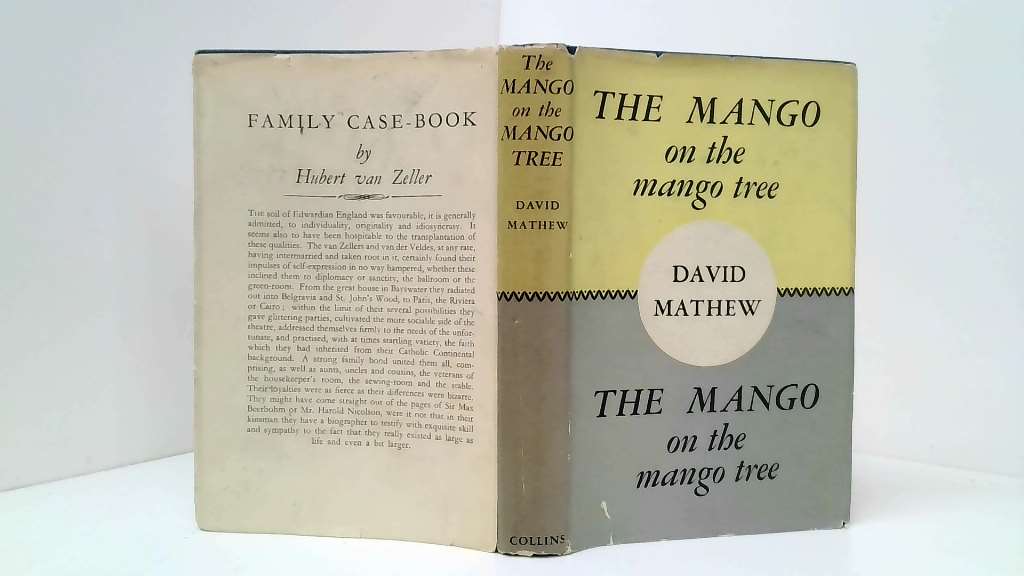 FAMILY CASE-BOOK
by
Hubert van Zeller
THE soil of Edwardian England was favourable, it is generally
admitted, to individuality, originality and idiosyncrasy. It
seems also to have been hospitable to the transplantation of
these qualities. The van Zellers and van der Veldes, at any rate,
having intermarried and taken root in it, certainly found their
impulses of self-expression in no way hampered, whether these
inclined them to diplomacy or sanctity, the ballroom or the
green-room. From the great house in Bayswater they radiated
out into Belgravia and St. John's Wood, to Paris, the Riviera
or Cairo; within the limit of their several possibilities they
gave glittering parties, cultivated the more sociable side of the
theatre, addressed themselves firmly to the needs of the unfor-
tunate, and practised, with at times startling variety, the faith
which they had inherited from their Catholic Continental
background. A strong family bond united them all, com-
prising, as well as aunts, uncles and cousins, the veterans of
the housekeeper's room, the sewing-room and the stable.
Their loyalties were as fierce as their differences were bizarre.
They might have come straight out of the pages of Sir Max
Beerbohm or Mr. Harold Nicolson, were it not that in their
kinsman they have a biographer to testify with exquisite skill
and sympathy to the fact that they really existed as large as
life and even a bit larger.
The
MANGO
on the
MANGO
TREE
DAVID
MATHEW
COLLINS
THE MANGO
on the
mango tree
DAVID
MATHEW
THE MANGO
on the
mango tree